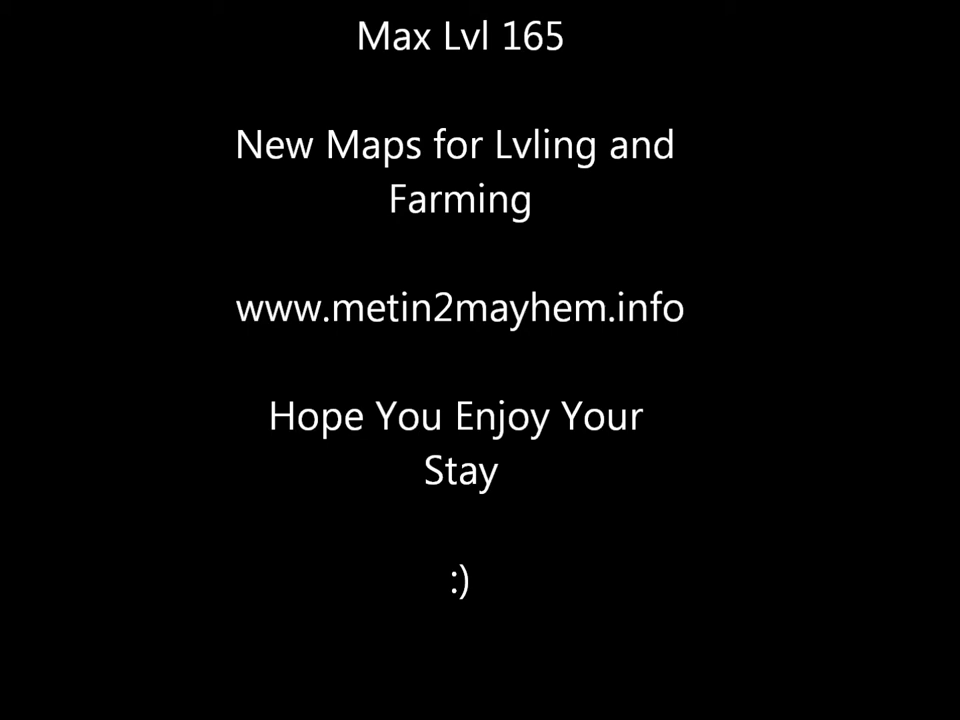 Max Lvl 165
New Maps for Lvling and
Farming
www.metin2mayhem.info
Hope You Enjoy Your
Stay
:)